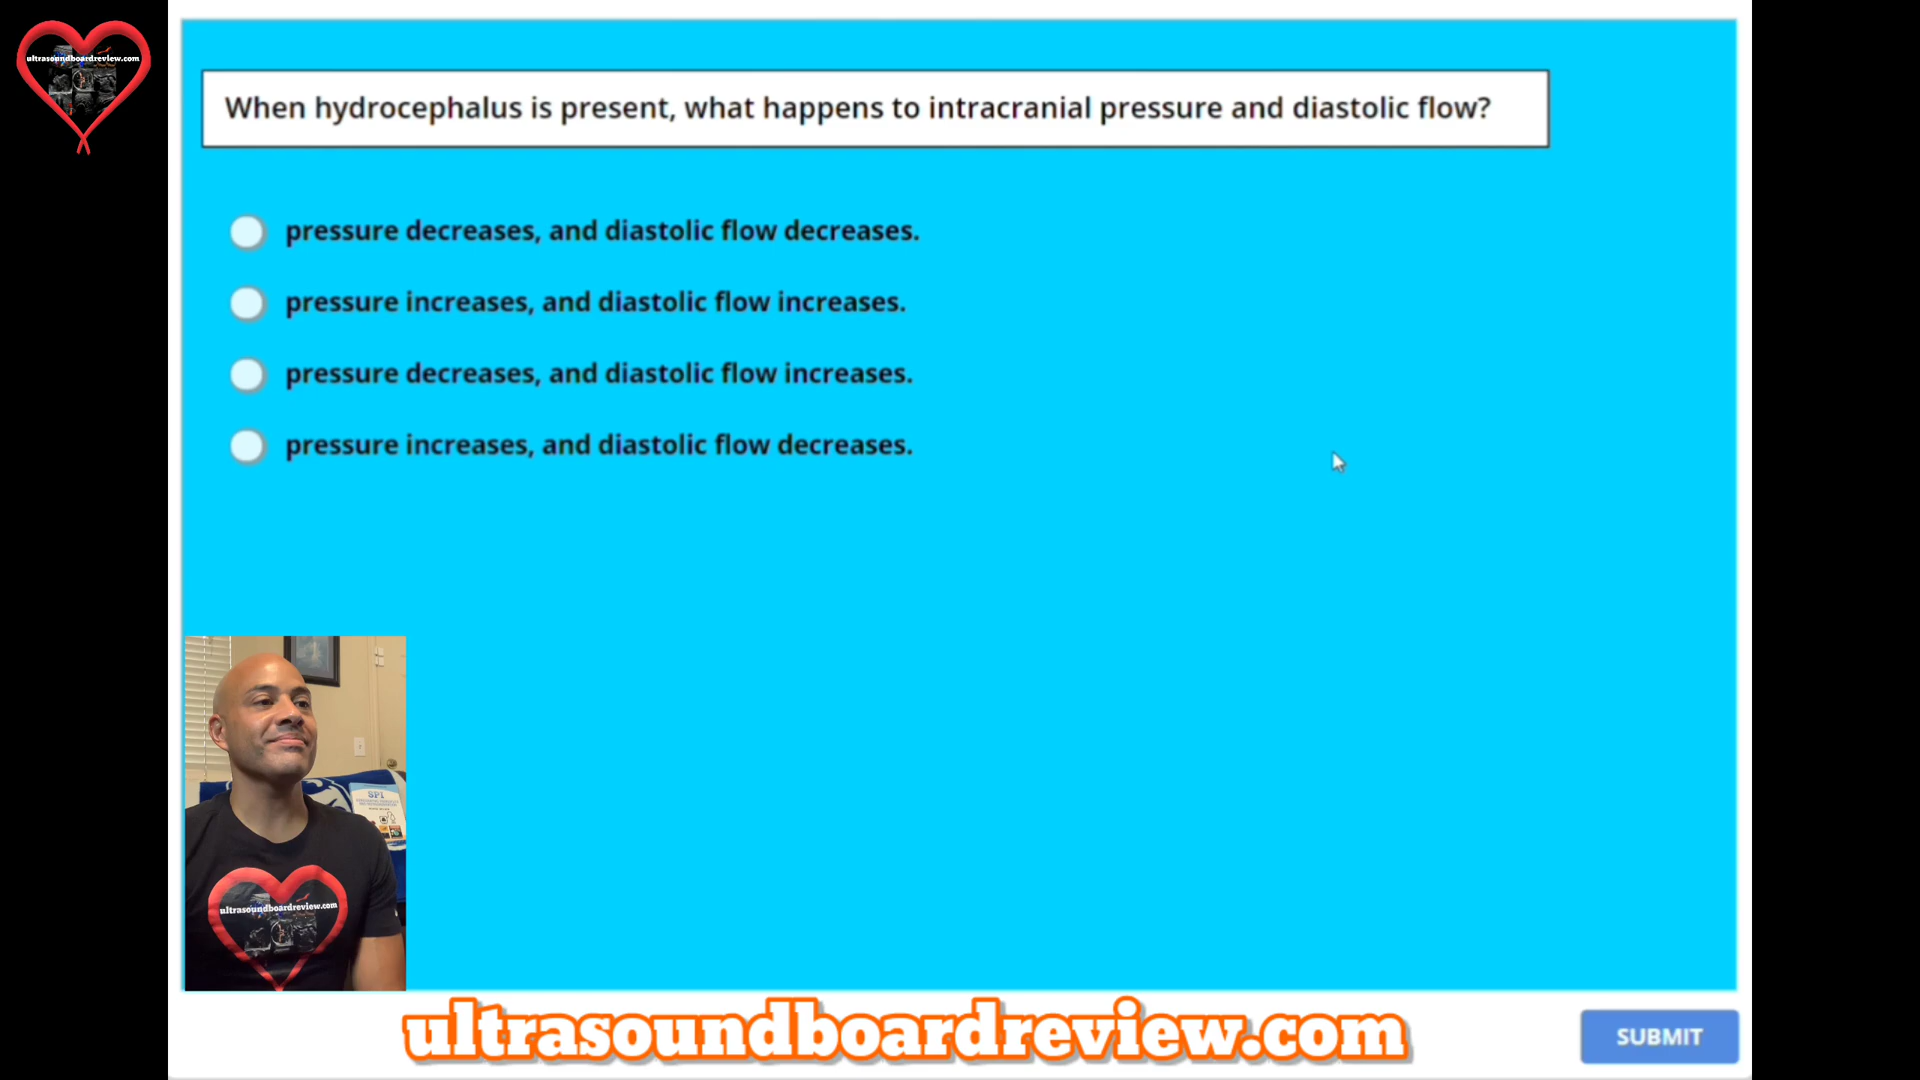 ultrasoundboardreview.com
When hydrocephalus is present, what happens to intracranial pressure and diastolic flow?
pressure decreases, and diastolic flow decreases.
pressure increases, and diastolic flow increases.
pressure decreases, and diastolic flow increases.
pressure increases, and diastolic flow decreases.
SPI
ultrasoundboardreview.com
ultrasoundboardreview.com
SUBMIT